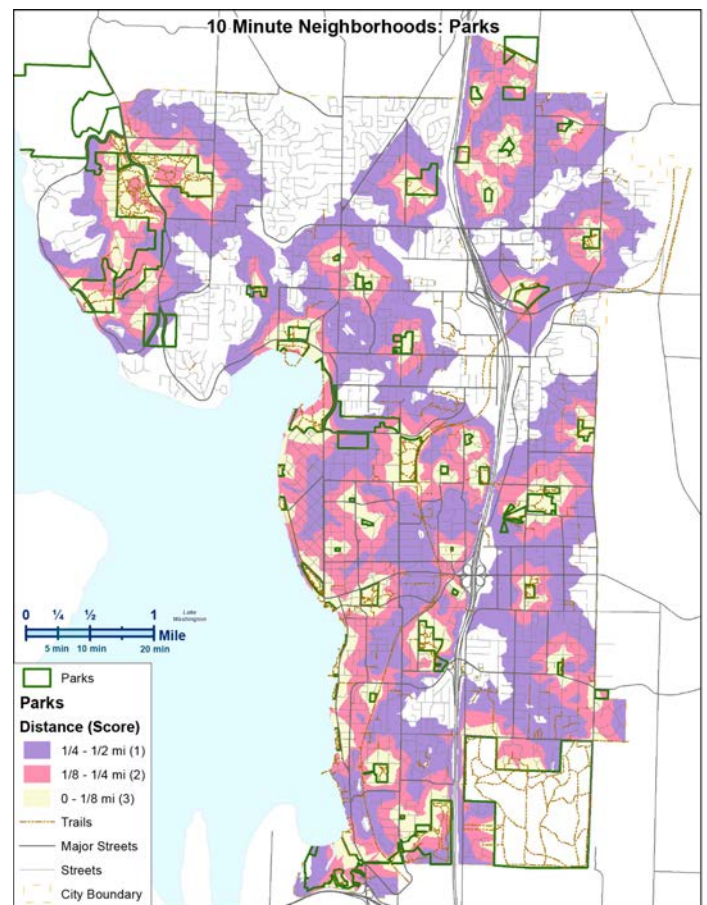 10 Minute Neighborhoods: Parks
Lake
Washington
0 ¼ ½ 1
Mile
5 min 10 min 20 min
Parks
Parks
Distance (Score)
1/4 - 1/2 mi (1)
1/8 - 1/4 mi (2)
0 - 1/8 mi (3)
Trails
Major Streets
Streets
City Boundary